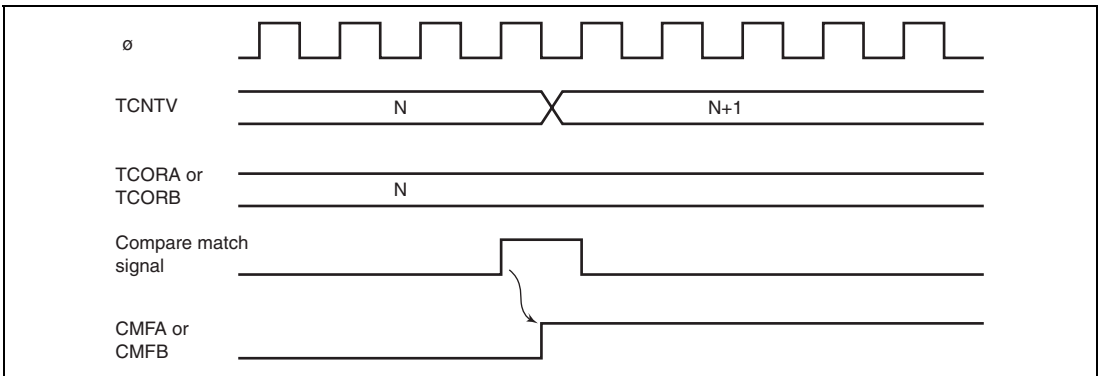 ø
TCNTV N N+1
TCORA or
TCORB N
Compare match
signal
CMFA or
CMFB